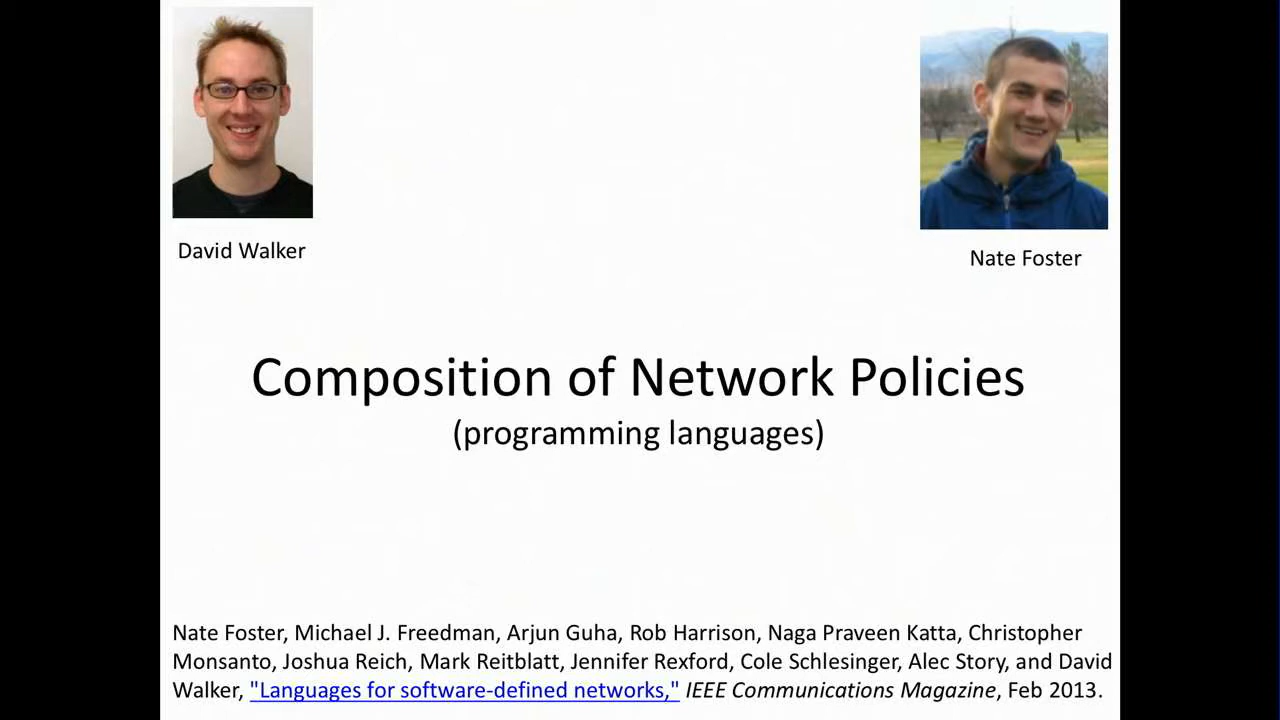 David Walker
Nate Foster
Composition of Network Policies
(programming languages)
Nate Foster, Michael J. Freedman, Arjun Guha, Rob Harrison, Naga Praveen Katta, Christopher
Monsanto, Joshua Reich, Mark Reitblatt, Jennifer Rexford, Cole Schlesinger, Alec Story, and David
Walker, "Languages for software-defined networks," IEEE Communications Magazine, Feb 2013.